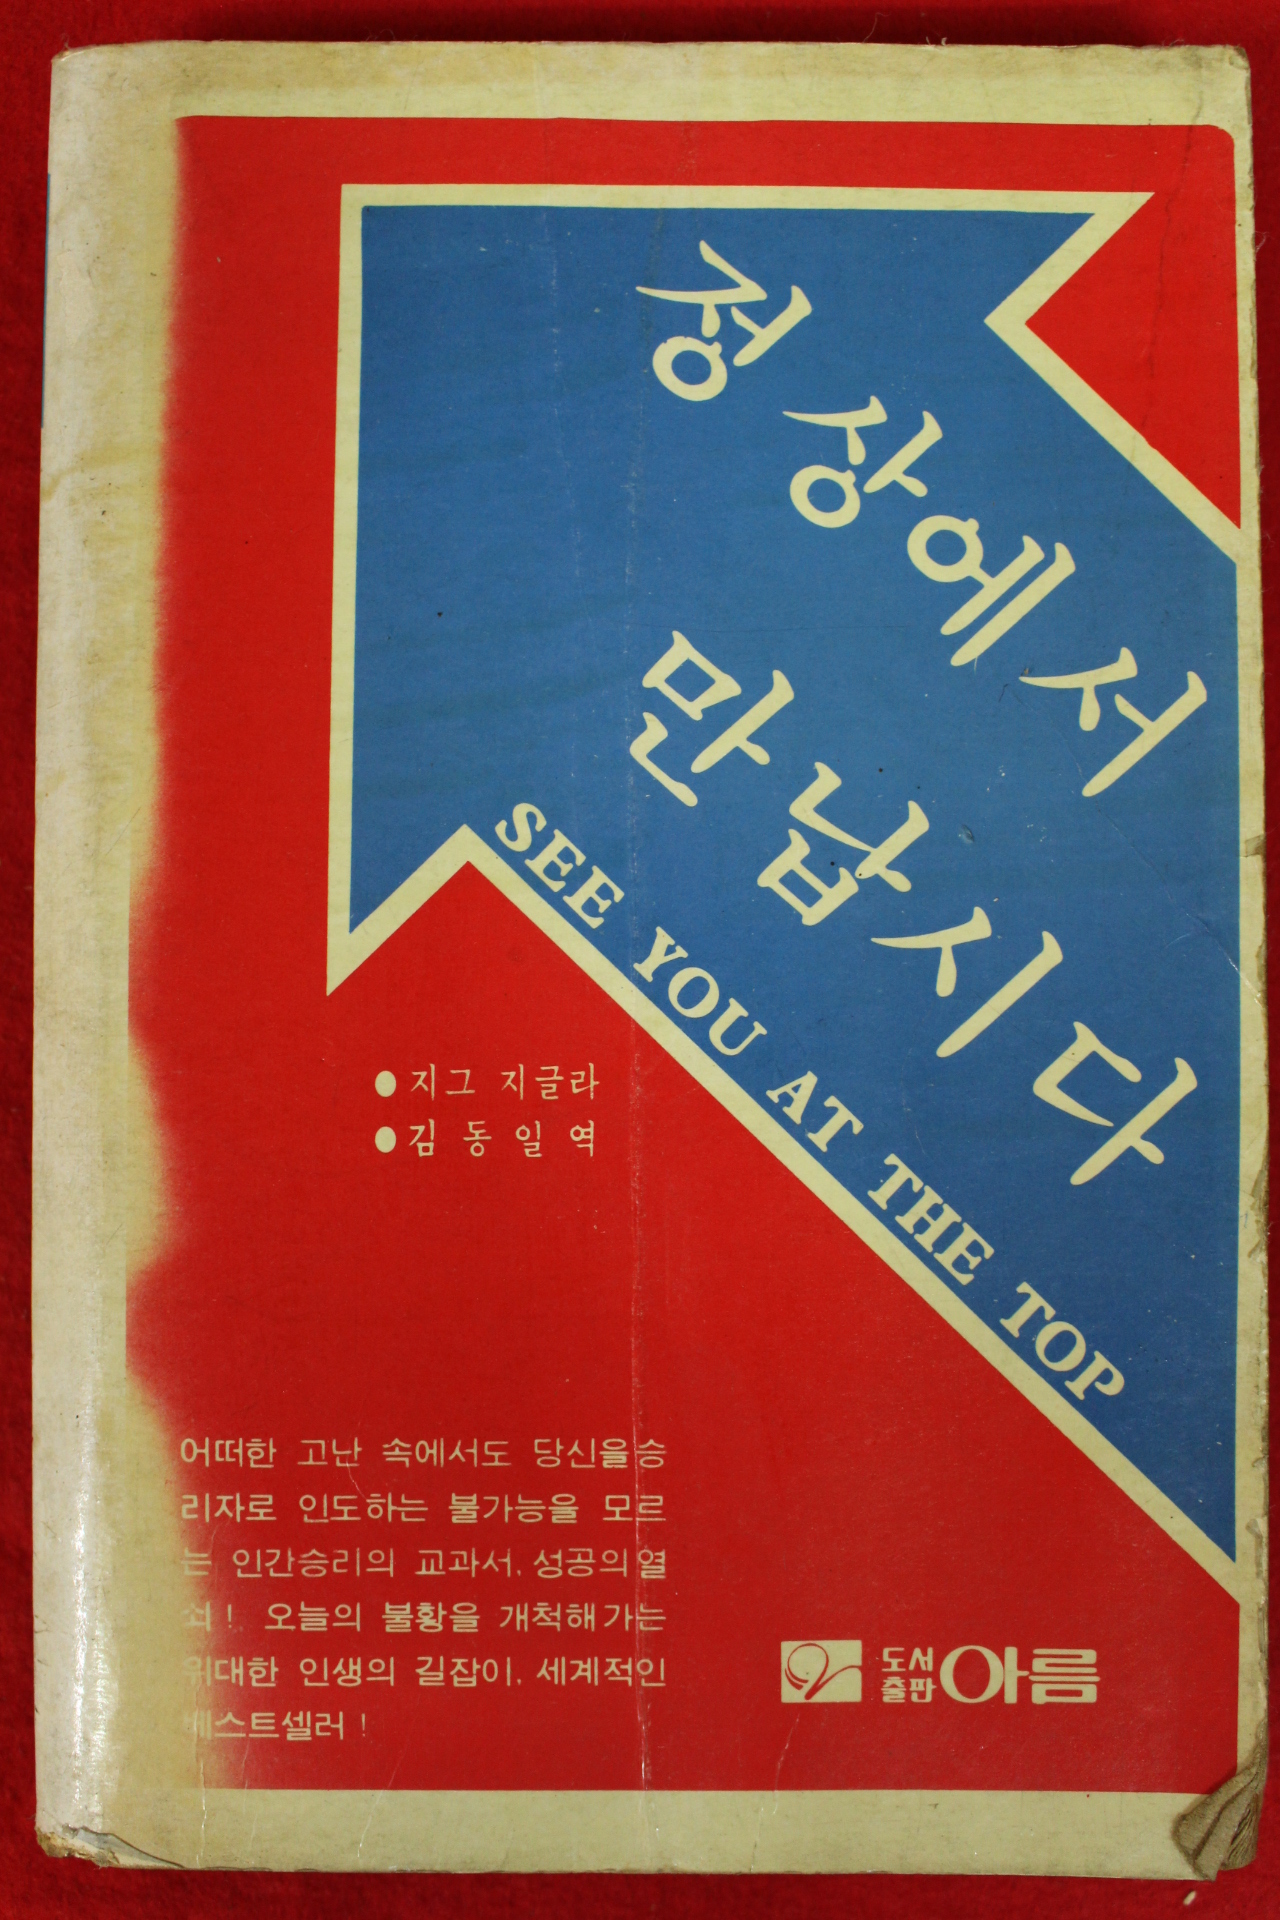 정상에서
만납시다
SEE YOU AT THE TOP
●지그 지글라
●김 동 일 역
어떠한 고난 속에서도 당신을승
리자로 인도하는 불가능을 모르
는 인간승리의 교과서, 성공의열
쇠! 오늘의 불황을 개척해가는
위대한 인생의 길잡이, 세계적인
베스트셀러!
도서
출판 아름